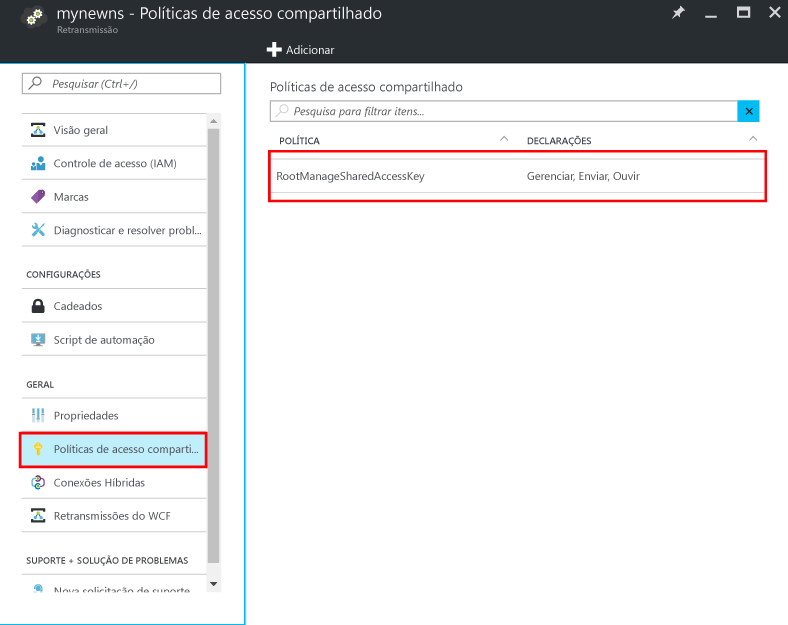 mynewns - Políticas de acesso compartilhado
Retransmissão
Adicionar
Pesquisar (Ctrl+/)
Visão geral
Controle de acesso (IAM)
Marcas
Diagnosticar e resolver probl...
CONFIGURAÇÕES
Cadeados
Script de automação
GERAL
Propriedades
Políticas de acesso comparti...
Conexões Híbridas
Retransmissões do WCF
SUPORTE + SOLUÇÃO DE PROBLEMAS
Nova solicitação de suporte
Políticas de acesso compartilhado
Pesquisa para filtrar itens...
POLÍTICA DECLARAÇÕES
RootManageSharedAccessKey Gerenciar, Enviar, Ouvir